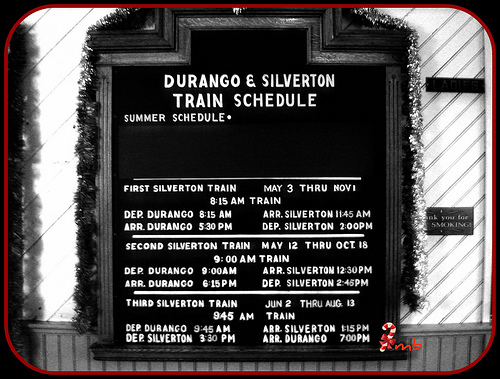 DURANGO & SILVERTON
TRAIN SCHEDULE
SUMMER SCHEDULE•
FIRST SILVERTON TRAIN MAY 3 THRU NOV 1
8:15 AM TRAIN
DEP. DURANGO 8:15 AM ARR. SILVERTON 11:45 AM
ARR. DURANGO 5:30 PM DEP. SILVERTON 2:00PM
SECOND SILVERTON TRAIN MAY 12 THRU OCT 18
9:00 AM TRAIN
DEP. DURANGO 9:00AM ARR. SILVERTON 12:30PM
ARR. DURANGO 6:15PM DEP. SILVERTON 2:45PM
THIRD SILVERTON TRAIN JUN 2 THRU AUG. 13
9:45 AM TRAIN
DEP DURANGO 9:45 AM ARR. SILVERTON 1:15PM
DEP. SILVERTON 3:30 PM ARR. DURANGO 7:00PM
LADIES
nk you for
SMOKING!